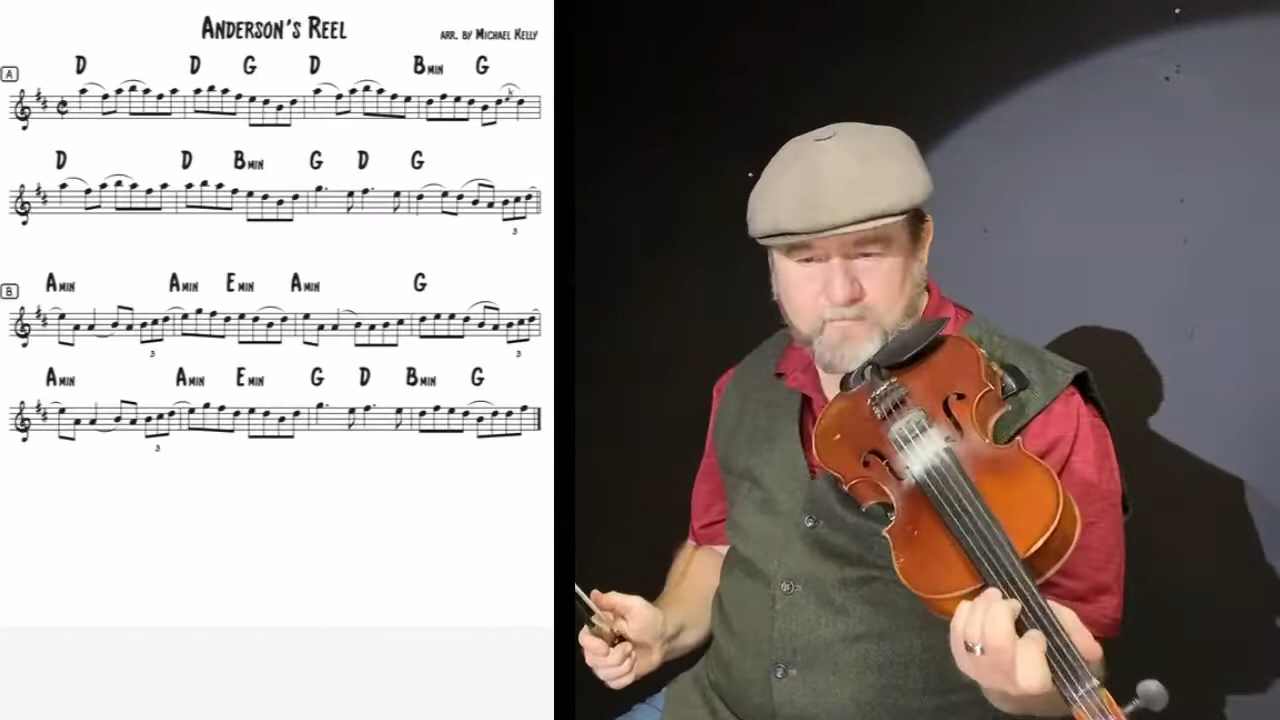 Anderson's Reel
arr. by Michael Kelly
D D G D Bmin G
A
D D Bmin G D G
3
Amin Amin Emin Amin G
B
3 3
Amin Amin Emin G D Bmin G
3